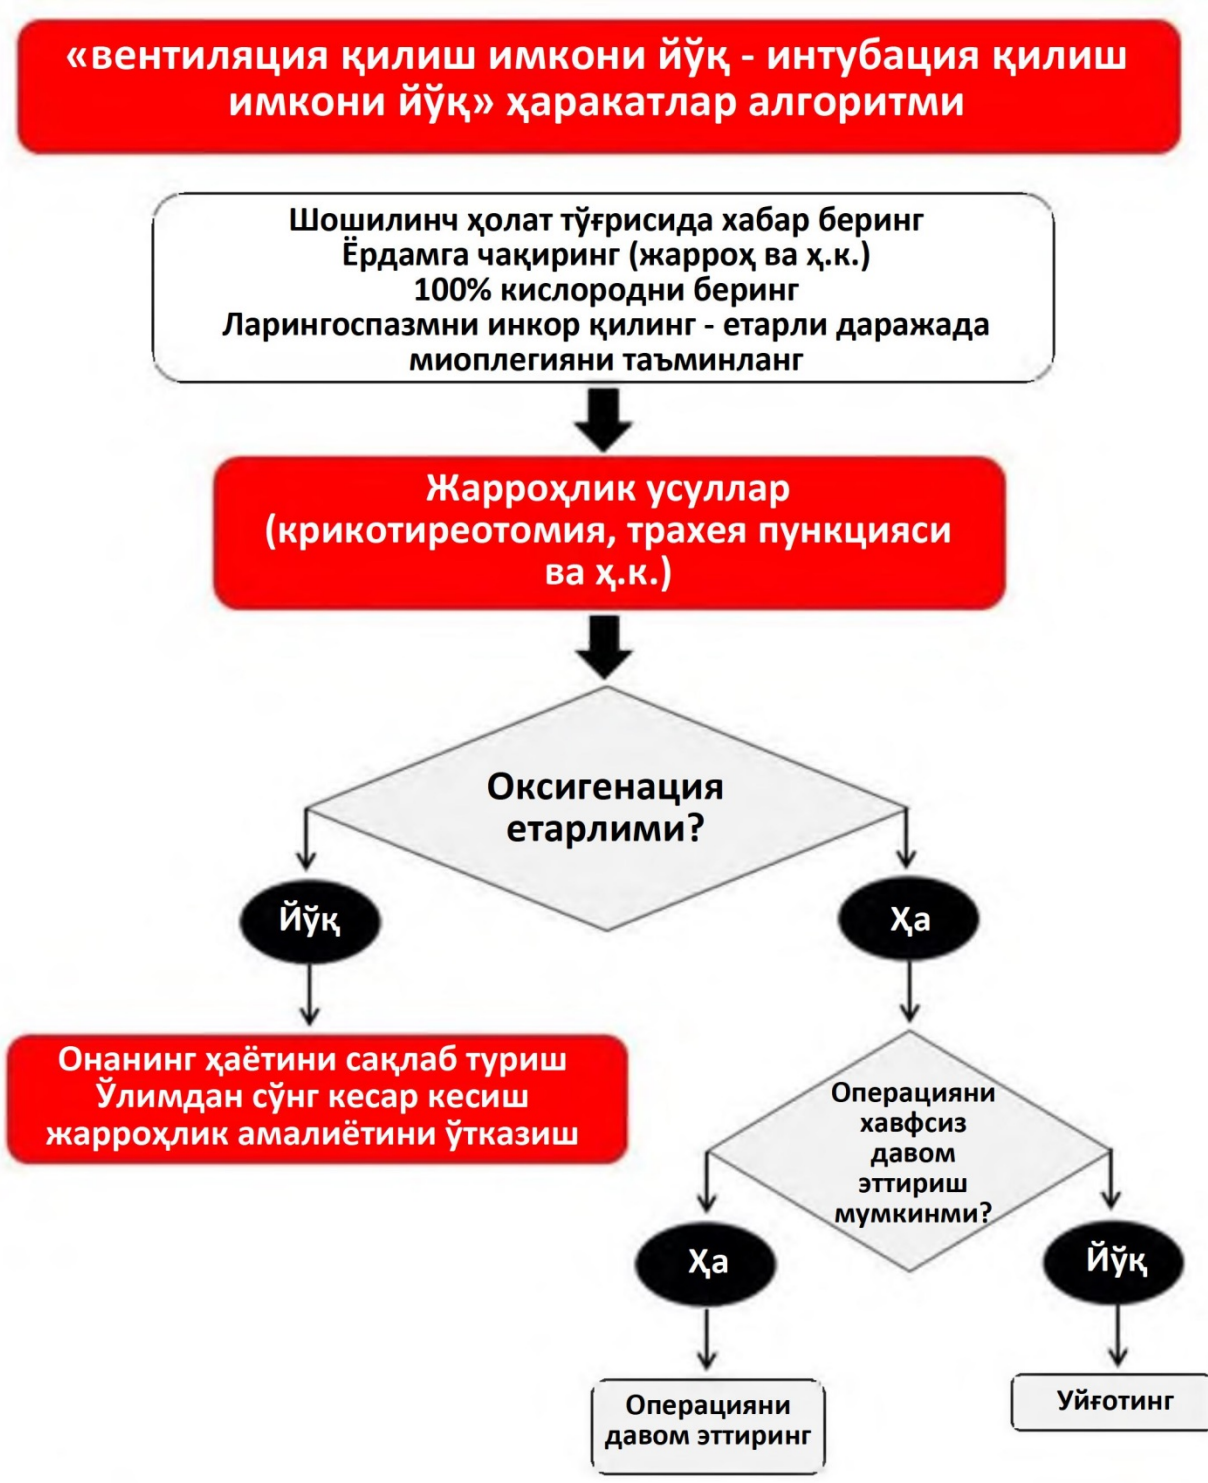 «вентиляция қилиш имкони йўқ - интубация қилиш
имкони йўқ» ҳаракатлар алгоритми
Шошилинч ҳолат тўғрисида хабар беринг
Ёрдамга чақиринг (жарроҳ ва ҳ.к.)
100% кислородни беринг
Ларингоспазмни инкор қилинг - етарли даражада
миоплегияни таъминланг
Жарроҳлик усуллар
(крикотиреотомия, трахея пункцияси
ва ҳ.к.)
Оксигенация
етарлими?
Йўқ
Ҳа
Онанинг ҳаётини сақлаб туриш
Ўлимдан сўнг кесар кесиш
жарроҳлик амалиётини ўтказиш
Операцияни
хавфсиз
давом
эттириш
мумкинми?
Ҳа
Йўқ
Операцияни
давом эттиринг
Уйғотинг